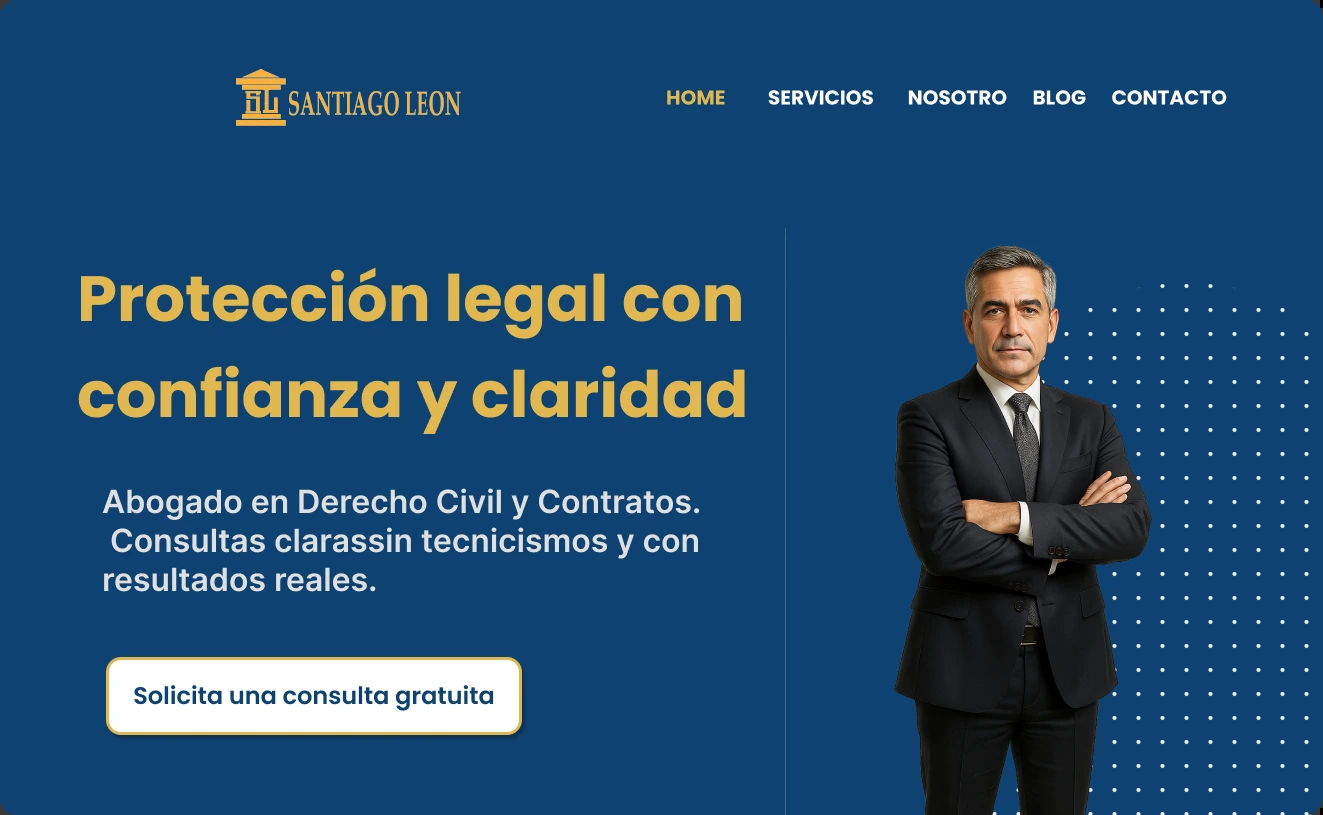 SL SANTIAGO LEON
HOME SERVICIOS NOSOTRO BLOG CONTACTO
Protección legal con
confianza y claridad
Abogado en Derecho Civil y Contratos.
Consultas clarassin tecnicismos y con
resultados reales.
Solicita una consulta gratuita